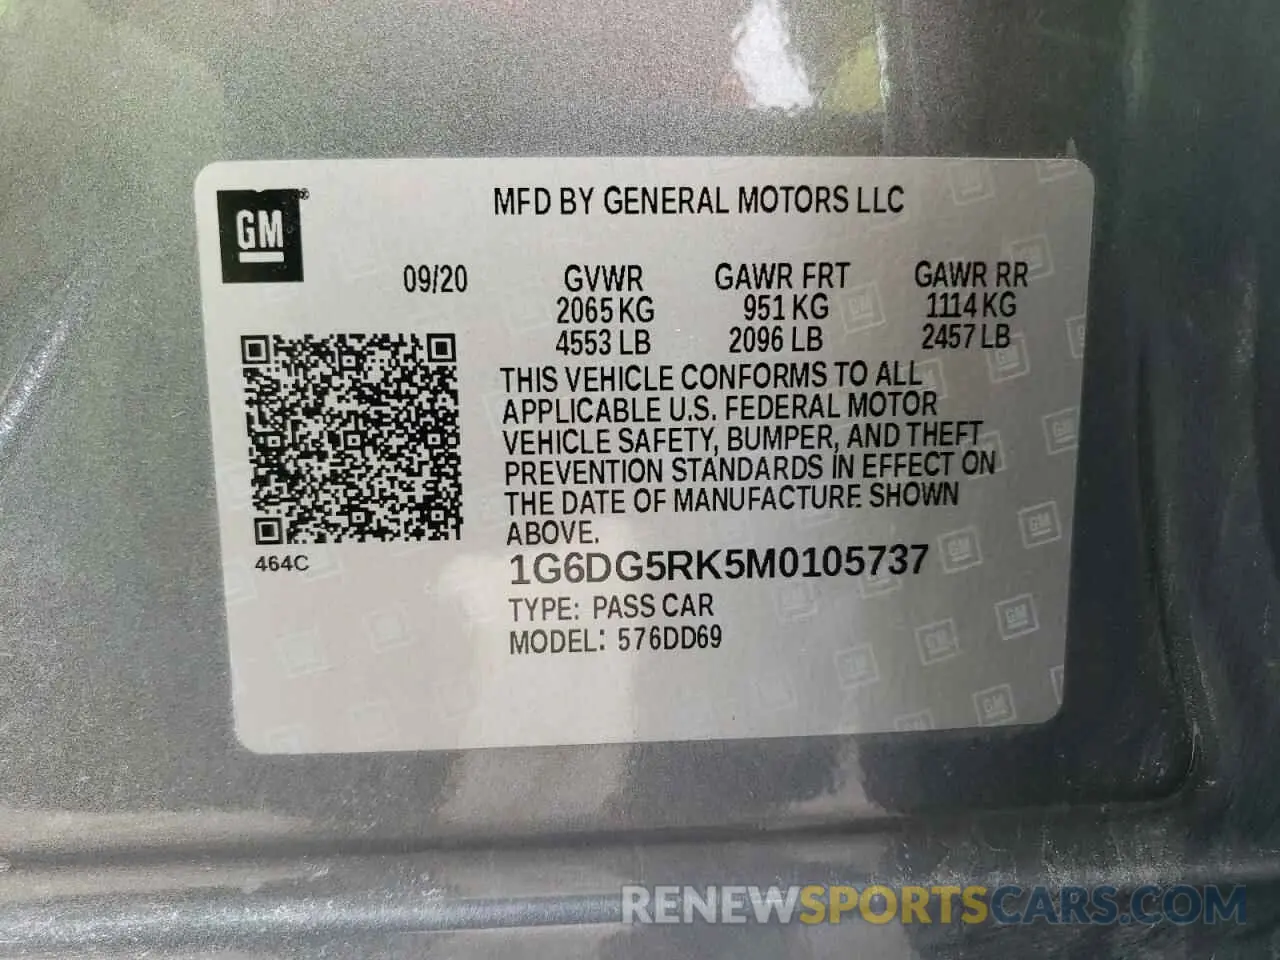 GM®
MFD BY GENERAL MOTORS LLC
09/20 GVWR GAWR FRT GAWR RR
2065 KG 951 KG 1114 KG
4553 LB 2096 LB 2457 LB
THIS VEHICLE CONFORMS TO ALL
APPLICABLE U.S. FEDERAL MOTOR
VEHICLE SAFETY, BUMPER, AND THEFT
PREVENTION STANDARDS IN EFFECT ON
THE DATE OF MANUFACTURE SHOWN
ABOVE.
464C
1G6DG5RK5M0105737
TYPE: PASS CAR
MODEL: 576DD69
RENEWSPORTSCARS.COM